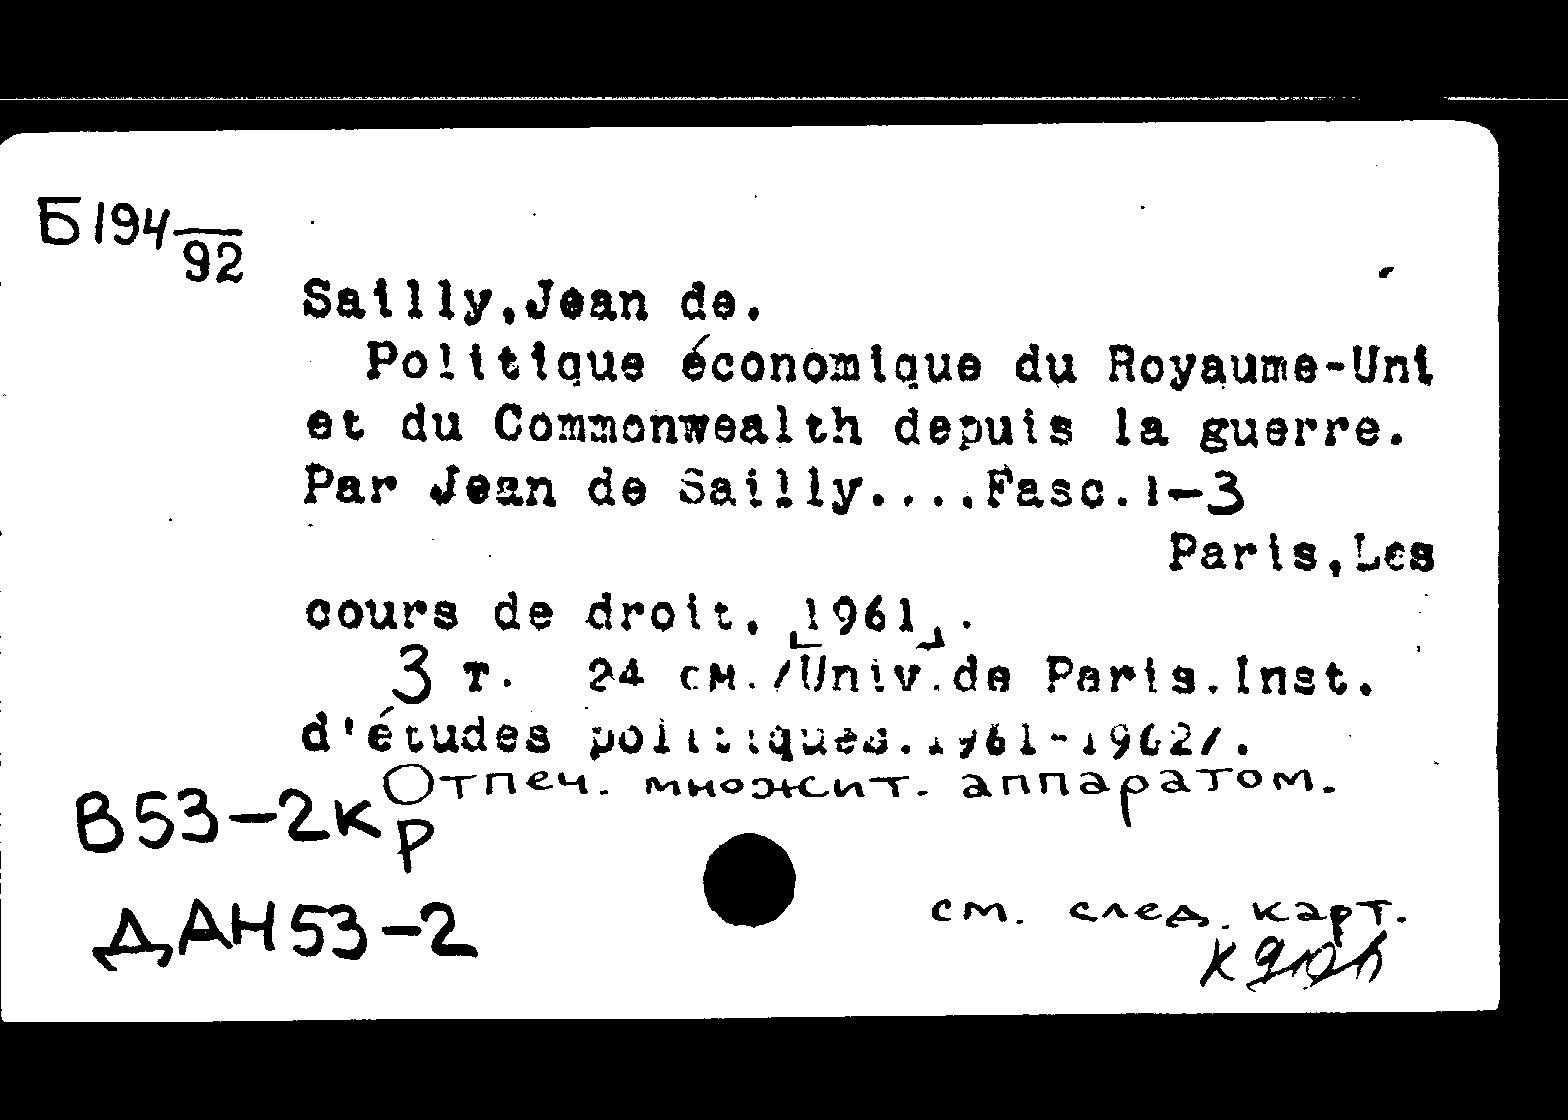 Б194
92
Sailly,Jean de.
Politique économique du Royaume-Uni
et du Commonwealth depuis la guerre.
Par Jean de Sailly....Fasc.1-3
Paris,Les
cours de droit, [1961].
3 т. 24 см./Univ.de Paris.Inst.
d'études politiques.1961-1962/.
Отпеч. множит. аппаратом.
В53-2к
р
ДАН53-2
см. след. карт.